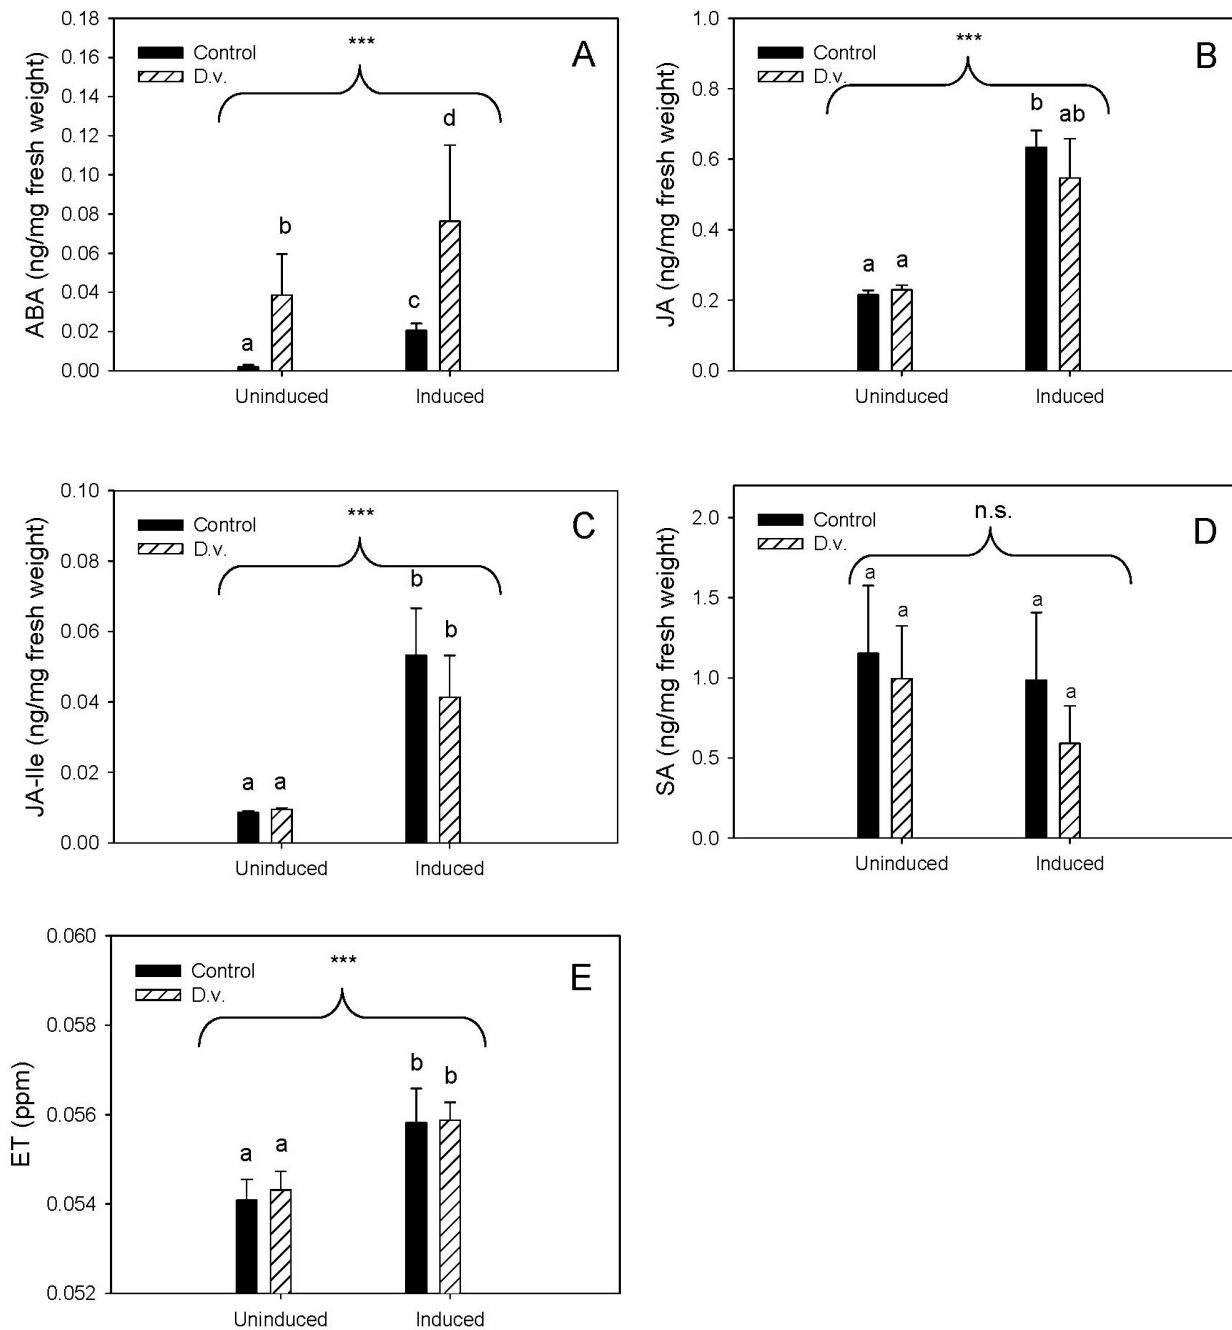 A
Control
D.v.
***
a
b
c
d
0.18
0.16
0.14
0.12
0.10
0.08
0.06
0.04
0.02
0.00
ABA (ng/mg fresh weight)
Uninduced
Induced
B
Control
D.v.
***
a
a
b
ab
1.0
0.8
0.6
0.4
0.2
0.0
JA (ng/mg fresh weight)
Uninduced
Induced
C
Control
D.v.
***
a
a
b
b
0.10
0.08
0.06
0.04
0.02
0.00
JA-Ile (ng/mg fresh weight)
Uninduced
Induced
D
Control
D.v.
n.s.
a
a
a
a
2.0
1.5
1.0
0.5
0.0
SA (ng/mg fresh weight)
Uninduced
Induced
E
Control
D.v.
***
a
a
b
b
0.060
0.058
0.056
0.054
0.052
ET (ppm)
Uninduced
Induced